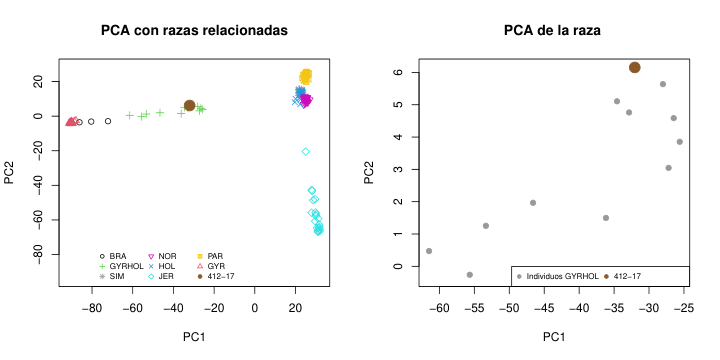 PCA con razas relacionadas
PC2
20
0
−20
−40
−60
−80
BRA NOR PAR
GYRHOL HOL GYR
SIM JER 412−17
−80 −60 −40 −20 0 20
PC1
PCA de la raza
PC2
6
5
4
3
2
1
0
Individuos GYRHOL 412−17
−60 −55 −50 −45 −40 −35 −30 −25
PC1